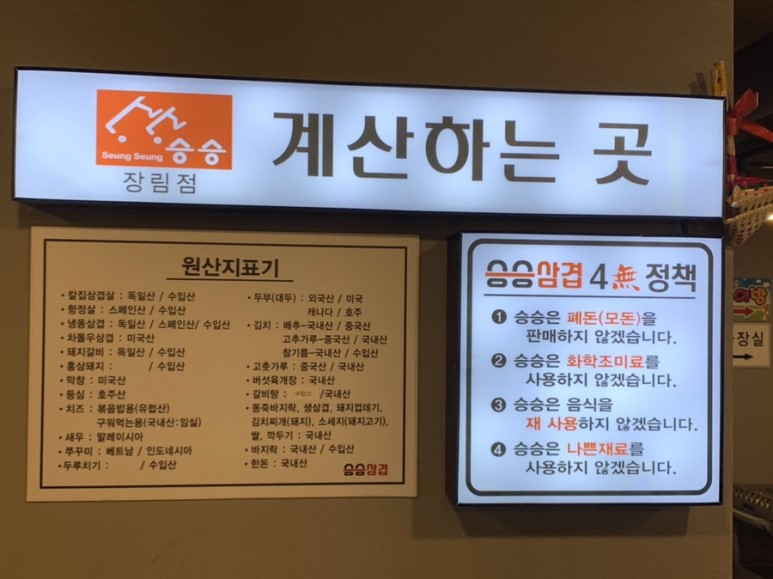 Seung Seung 승승
장림점
계산하는 곳
원산지표기
• 칼집삼겹살 : 독일산 / 수입산
• 항정살 : 스페인산 / 수입산
• 냉동삼겹 : 독일산 / 스페인산/ 수입산
• 차돌우삼겹 : 미국산
• 돼지갈비 : 독일산 / 수입산
• 홍삼돼지 : / 수입산
• 막창 : 미국산
• 등심 : 호주산
• 치즈 : 볶음밥용(유럽산)
구워먹는용(국내산:임실)
• 새우 : 말레이시아
• 쭈꾸미 : 베트남 / 인도네시아
• 두루치기 : / 수입산
• 두부(대두) : 외국산 / 미국
캐나다 / 호주
• 김치 : 배추-국내산 / 중국산
고추가루-중국산 / 국내산
참기름-국내산 / 수입산
• 고춧가루 : 중국산 / 국내산
• 버섯육개장 : 국내산
• 갈비탕 : 수입산 /국내산
• 동죽바지락, 생삼겹, 돼지껍데기,
김치찌개(돼지), 소세지(돼지고기),
쌀, 깍두기 : 국내산
• 바지락 : 국내산 / 수입산
• 한돈 : 국내산
승승삼겹
승승삼겹 4無 정책
❶ 승승은 폐돈(모돈)을
판매하지 않겠습니다.
❷ 승승은 화학조미료를
사용하지 않겠습니다.
❸ 승승은 음식을
재 사용하지 않겠습니다.
❹ 승승은 나쁜재료를
사용하지 않겠습니다.
장실